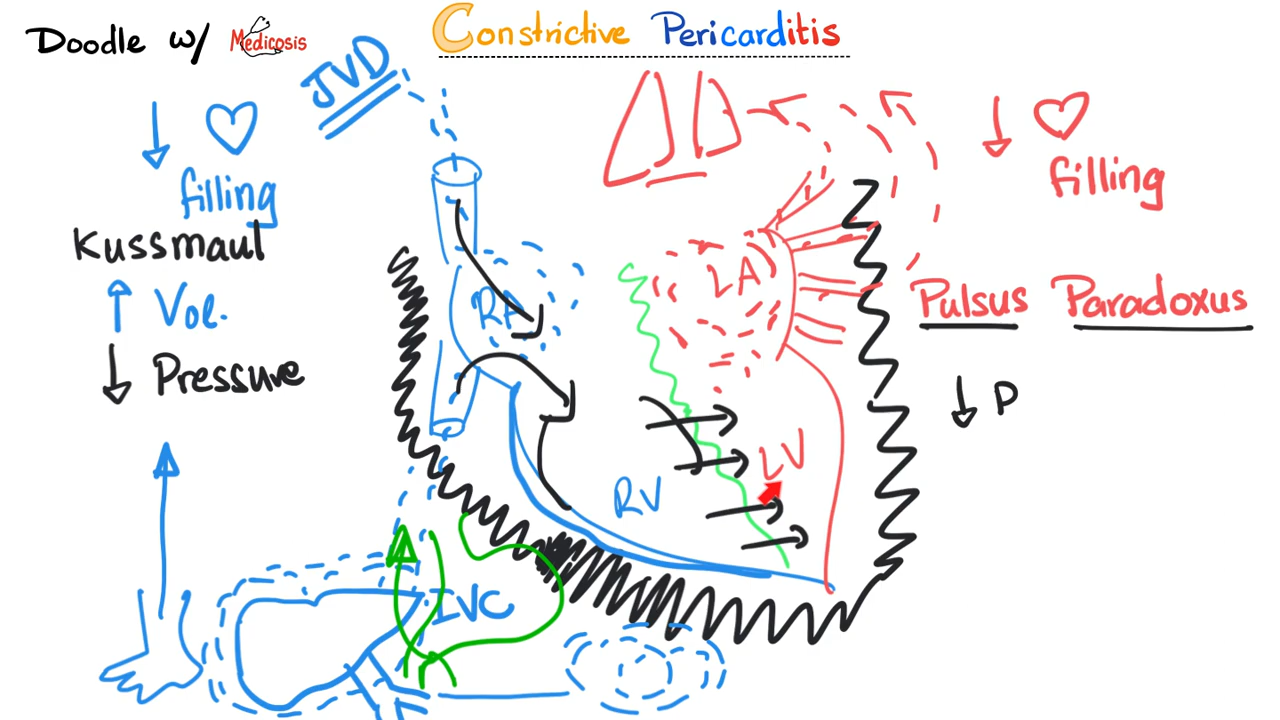 Doodle w/ Medicosis
Constrictive Pericarditis
JVD
↓ ♡
filling
Kussmaul
↑ Vol.
↓ Pressure
↓ ♡
filling
RA
LA
Pulsus Paradoxus
↓ P
LV
RV
IVC